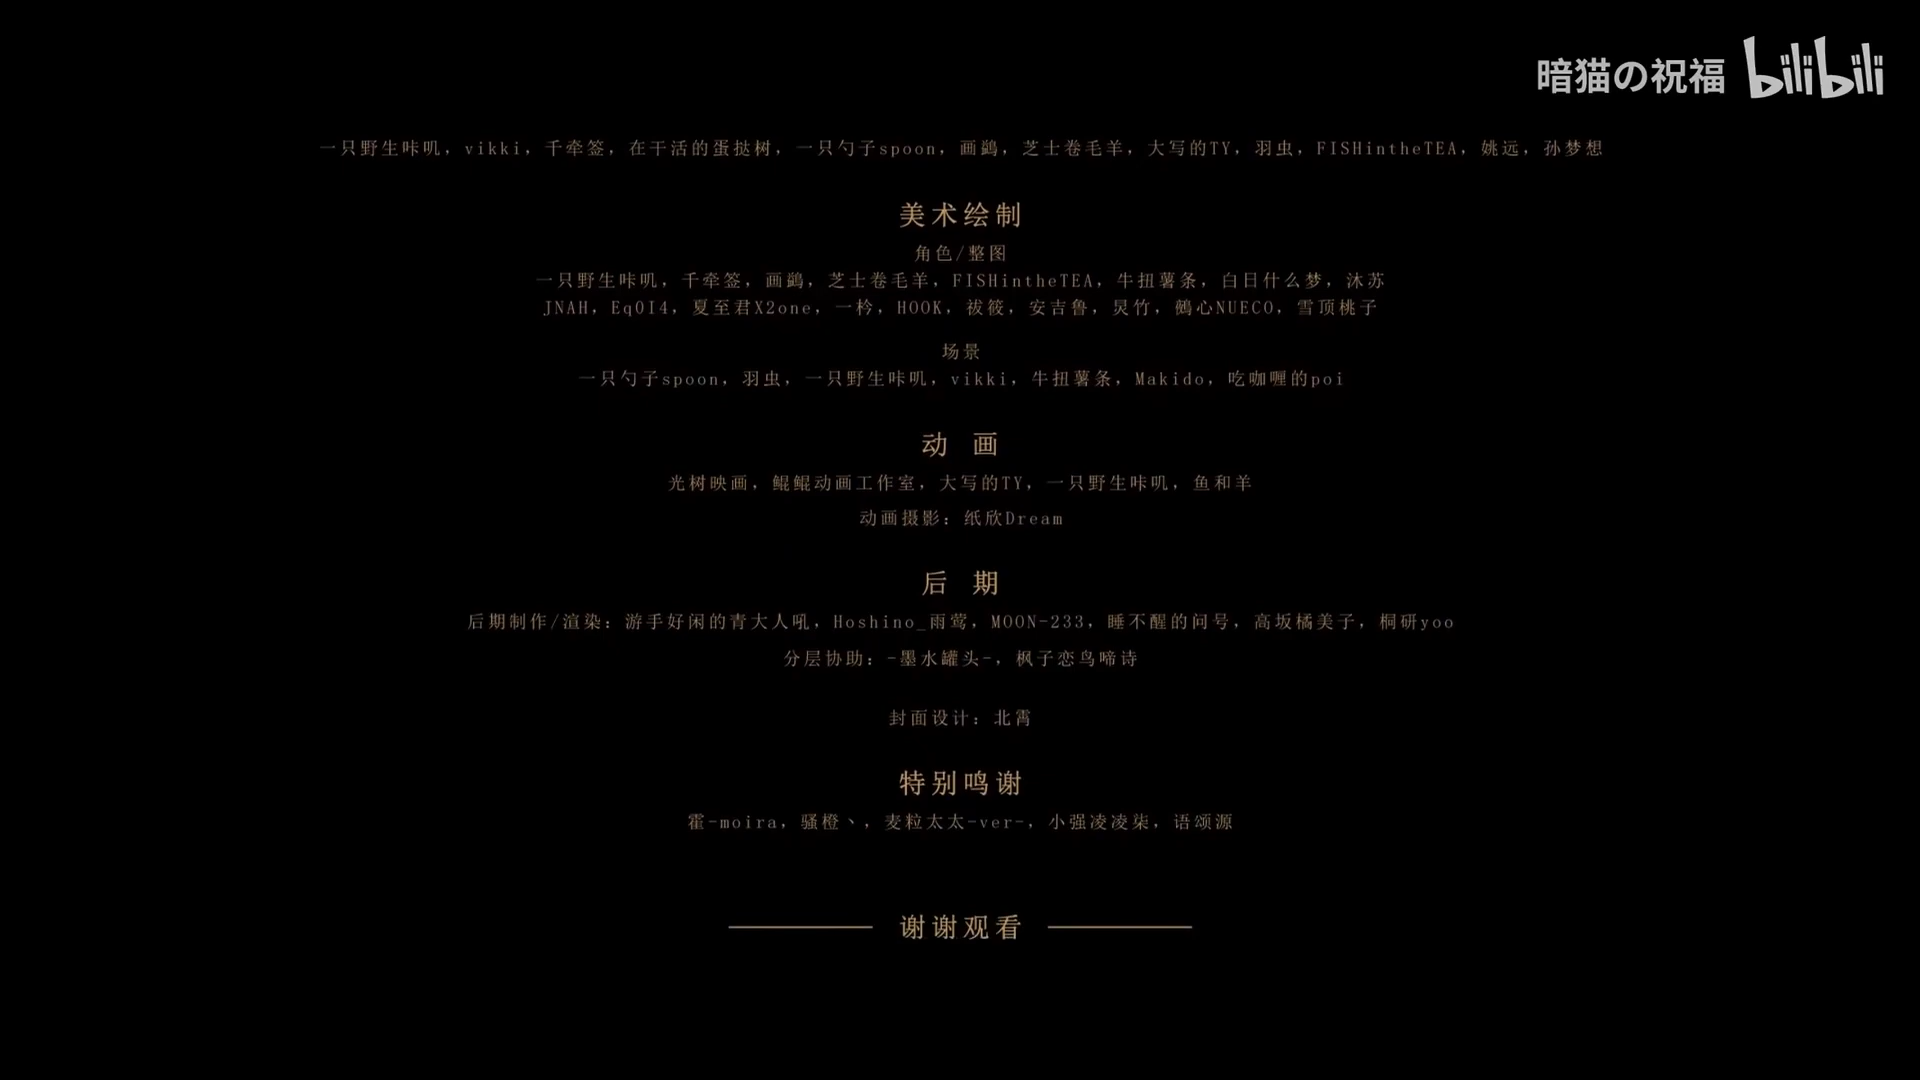 暗猫の祝福 bilibili
一只野生咔叽，vikki，千牵签，在干活的蛋挞树，一只勺子spoon，画鹢，芝士卷毛羊，大写的TY，羽虫，FISHintheTEA，姚远，孙梦想
美术绘制
角色/整图
一只野生咔叽，千牵签，画鹢，芝士卷毛羊，FISHintheTEA，牛扭薯条，白日什么梦，沐苏
JNAH，EqOI4，夏至君X2one，一枔，HOOK，祓筱，安吉鲁，炅竹，鵺心NUECO，雪顶桃子
场景
一只勺子spoon，羽虫，一只野生咔叽，vikki，牛扭薯条，Makido，吃咖喱的poi
动 画
光树映画，鲲鲲动画工作室，大写的TY，一只野生咔叽，鱼和羊
动画摄影：纸欣Dream
后 期
后期制作/渲染：游手好闲的青大人吼，Hoshino_雨莺，MOON-233，睡不醒的问号，高坂橘美子，桐研yoo
分层协助：-墨水罐头-，枫子恋鸟啼诗
封面设计：北霄
特别鸣谢
霍-moira，骚橙丶，麦粒太太-ver-，小强凌凌柒，语颂源
谢谢观看